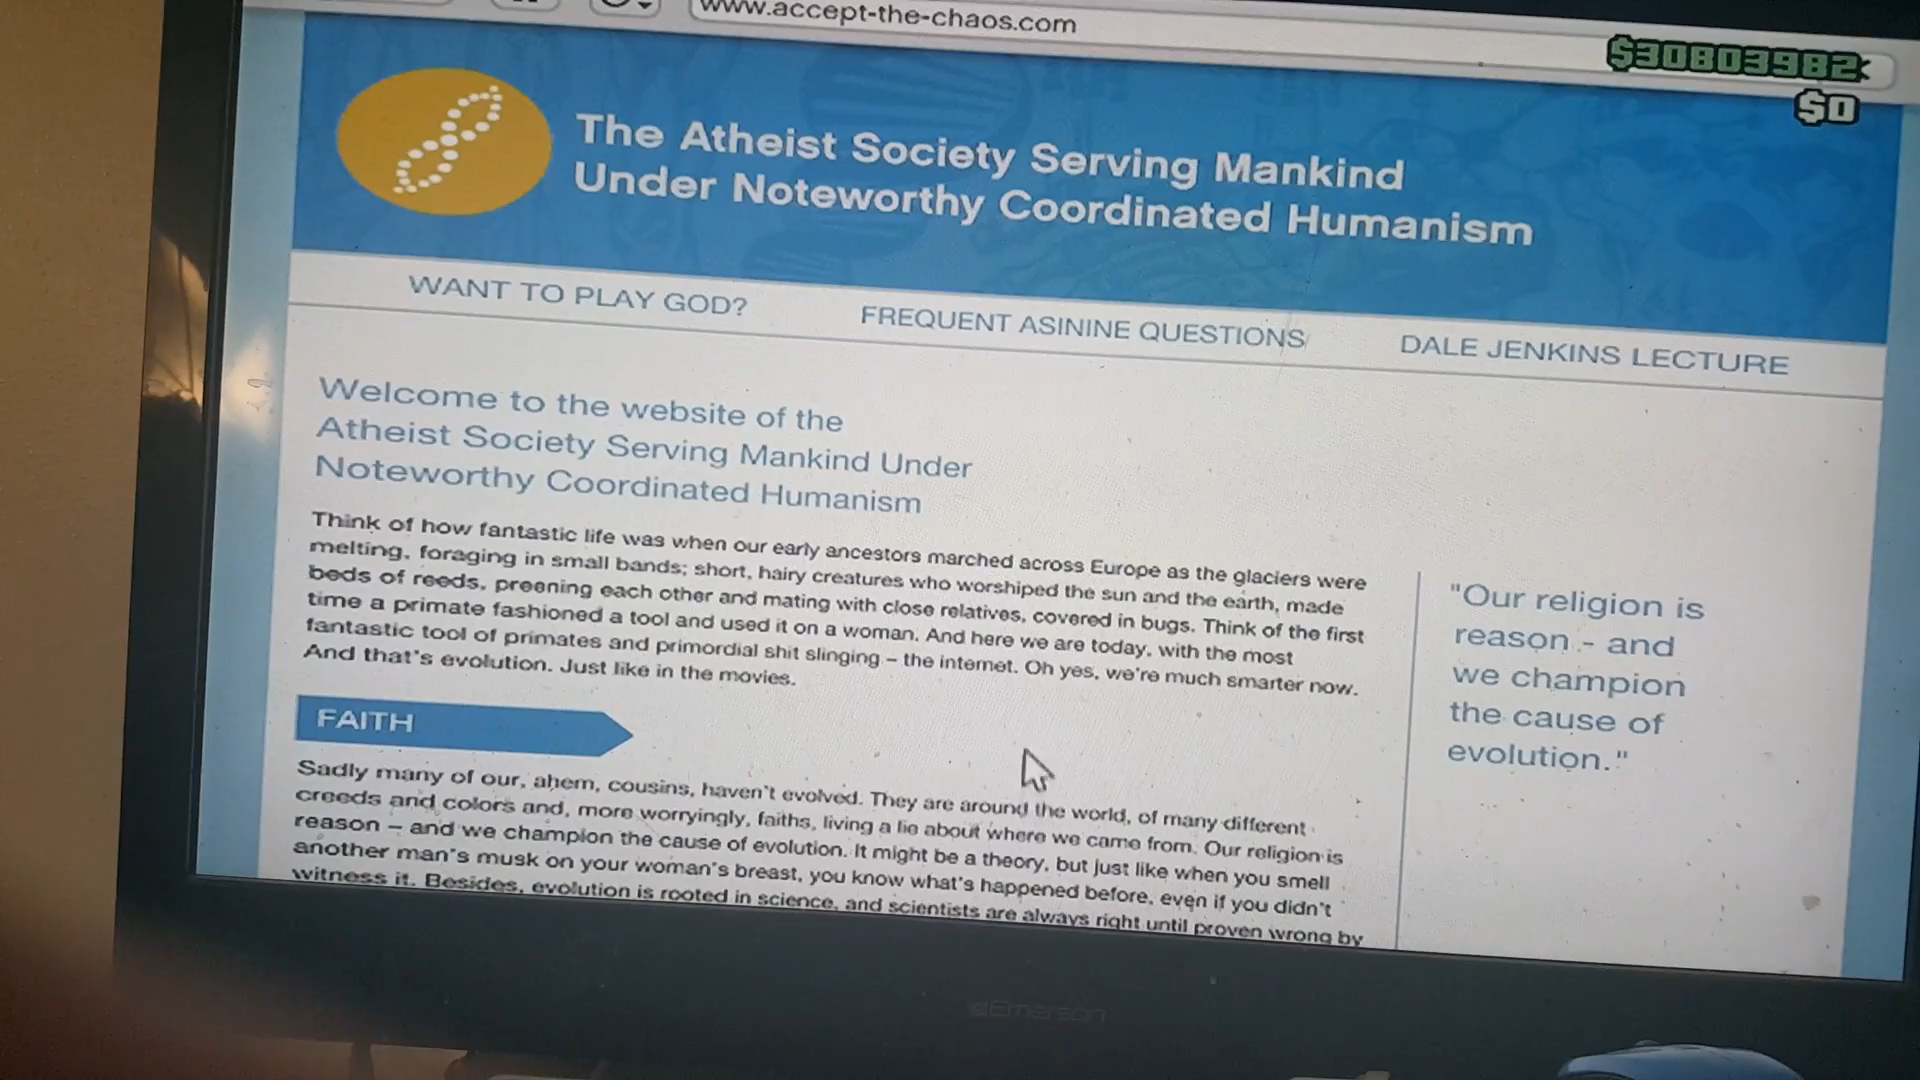 www.accept-the-chaos.com
$30803982
$0
The Atheist Society Serving Mankind
Under Noteworthy Coordinated Humanism
WANT TO PLAY GOD?
FREQUENT ASININE QUESTIONS
DALE JENKINS LECTURE
Welcome to the website of the
Atheist Society Serving Mankind Under
Noteworthy Coordinated Humanism
Think of how fantastic life was when our early ancestors marched across Europe as the glaciers were
melting, foraging in small bands; short, hairy creatures who worshiped the sun and the earth, made
beds of reeds, preening each other and mating with close relatives, covered in bugs. Think of the first
time a primate fashioned a tool and used it on a woman. And here we are today, with the most
fantastic tool of primates and primordial shit slinging – the internet. Oh yes, we're much smarter now.
And that's evolution. Just like in the movies.
"Our religion is
reason - and
we champion
the cause of
evolution."
FAITH
Sadly many of our, ahem, cousins, haven't evolved. They are around the world, of many different
creeds and colors and, more worryingly, faiths, living a lie about where we came from. Our religion is
reason – and we champion the cause of evolution. It might be a theory, but just like when you smell
another man's musk on your woman's breast, you know what's happened before, even if you didn't
witness it. Besides, evolution is rooted in science, and scientists are always right until proven wrong by
Emerson